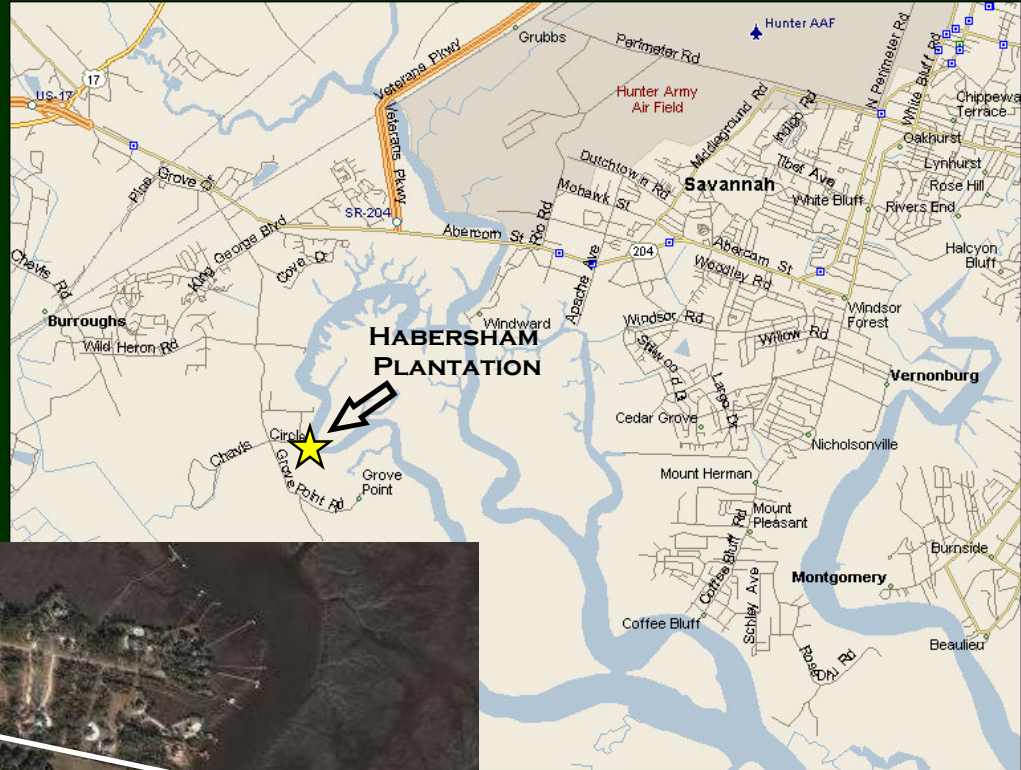 Hunter AAF
Grubbs
Perimeter Rd
N Perimeter Rd
White Bluff Rd
17
US-17
Veterans Pkwy
Veterans Pkwy
Hunter Army
Air Field
Middleground Rd
Indigo Rd
Chippewa
Terrace
Oakhurst
Pine Grove Dr
Dutchtown Rd
Tibet Ave
Lynhurst
Mohawk St
Savannah
White Bluff
Rose Hill
Rivers End
SR-204
King George Blvd
Abercorn St
Rio Rd
204
Abercorn St
Woodley Rd
Halcyon
Bluff
Chavis Rd
Cove Dr
Apache Ave
Burroughs
Windward
Windsor Rd
Windsor
Forest
Wild Heron Rd
Habersham
Plantation
Willow Rd
Largo Dr
Vernonburg
Cedar Grove
Circle
Chavis
Nicholsonville
Grove Point Rd
Grove
Point
Mount Herman
Mount
Pleasant
Coffee Bluff Rd
Schley Ave
Burnside
Montgomery
Coffee Bluff
Beaulieu